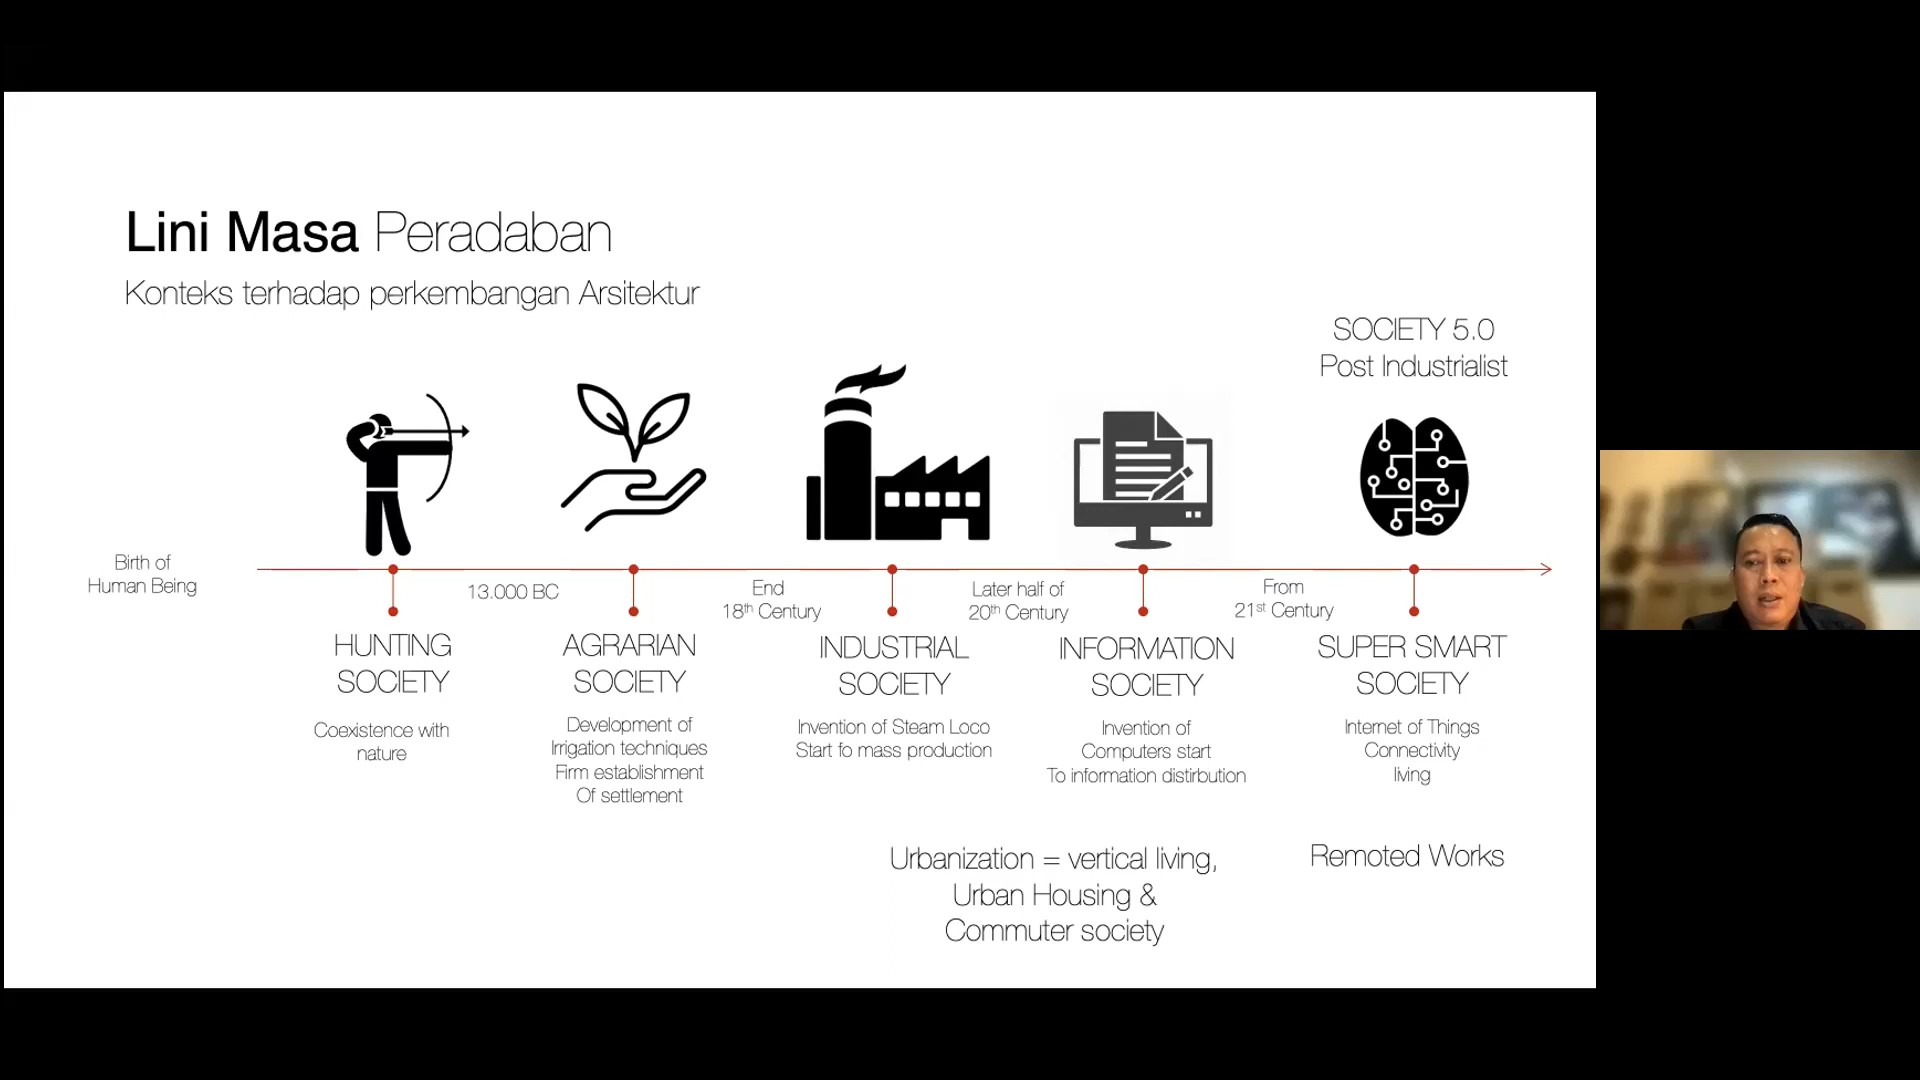 Lini Masa Peradaban
Konteks terhadap perkembangan Arsitektur
SOCIETY 5.0
Post Industrialist
Birth of
Human Being
13.000 BC
End
18th Century
Later half of
20th Century
From
21st Century
HUNTING
SOCIETY
Coexistence with
nature
AGRARIAN
SOCIETY
Development of
Irrigation techniques
Firm establishment
Of settlement
INDUSTRIAL
SOCIETY
Invention of Steam Loco
Start fo mass production
INFORMATION
SOCIETY
Invention of
Computers start
To information distirbution
SUPER SMART
SOCIETY
Internet of Things
Connectivity
living
Urbanization = vertical living,
Urban Housing &
Commuter society
Remoted Works